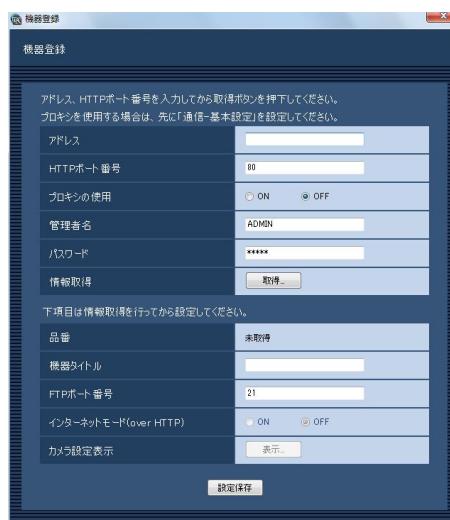 機器登録
機器登録
アドレス、HTTPポート番号を入力してから取得ボタンを押下してください。
プロキシを使用する場合は、先に「通信-基本設定」を設定してください。
アドレス
HTTPポート番号 80
プロキシの使用 ON OFF
管理者名 ADMIN
パスワード *****
情報取得 取得...
下項目は情報取得を行ってから設定してください。
品番 未取得
機器タイトル
FTPポート番号 21
インターネットモード(over HTTP) ON OFF
カメラ設定表示 表示...
設定保存